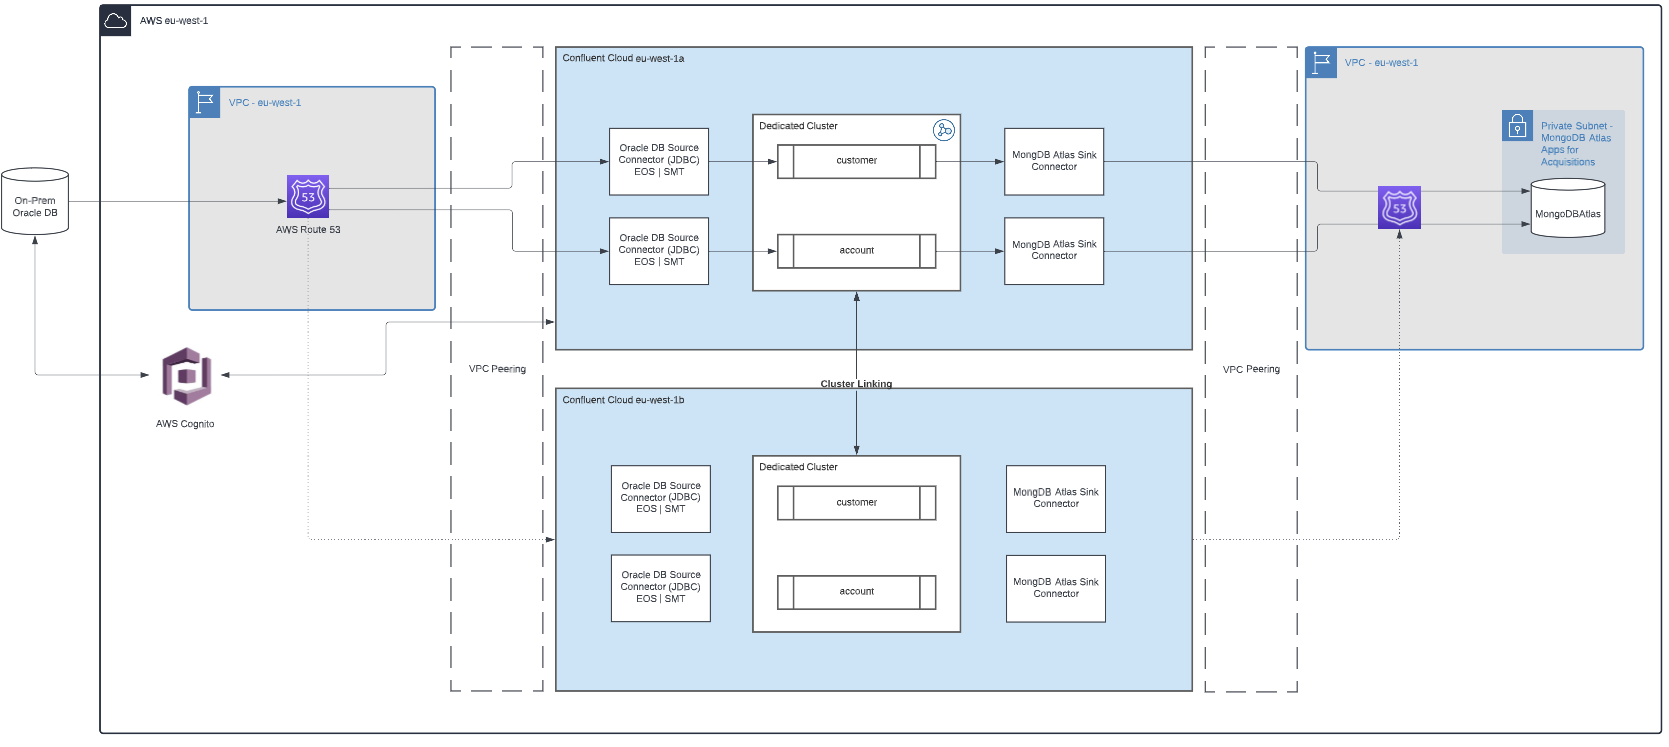 AWS eu-west-1
On-Prem
Oracle DB
VPC - eu-west-1
53
AWS Route 53
AWS Cognito
VPC Peering
Confluent Cloud eu-west-1a
Oracle DB Source
Connector (JDBC)
EOS | SMT
Oracle DB Source
Connector (JDBC)
EOS | SMT
Dedicated Cluster
customer
account
MongDB Atlas Sink
Connector
MongDB Atlas Sink
Connector
Cluster Linking
Confluent Cloud eu-west-1b
Oracle DB Source
Connector (JDBC)
EOS | SMT
Oracle DB Source
Connector (JDBC)
EOS | SMT
Dedicated Cluster
customer
account
MongDB Atlas Sink
Connector
MongDB Atlas Sink
Connector
VPC Peering
VPC - eu-west-1
53
Private Subnet -
MongoDB Atlas
Apps for
Acquisitions
MongoDBAtlas